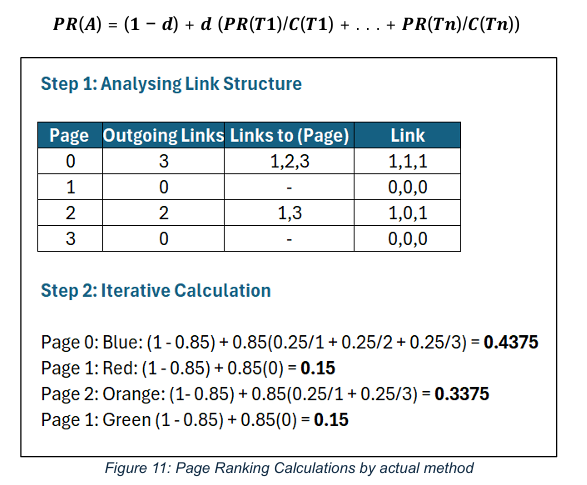 PR(A) = (1 − d) + d (PR(T1)/C(T1) + . . . + PR(Tn)/C(Tn))
Step 1: Analysing Link Structure
Page Outgoing Links Links to (Page) Link
0 3 1,2,3 1,1,1
1 0 - 0,0,0
2 2 1,3 1,0,1
3 0 - 0,0,0
Step 2: Iterative Calculation
Page 0: Blue: (1 - 0.85) + 0.85(0.25/1 + 0.25/2 + 0.25/3) = 0.4375
Page 1: Red: (1 - 0.85) + 0.85(0) = 0.15
Page 2: Orange: (1- 0.85) + 0.85(0.25/1 + 0.25/3) = 0.3375
Page 1: Green (1 - 0.85) + 0.85(0) = 0.15
Figure 11: Page Ranking Calculations by actual method